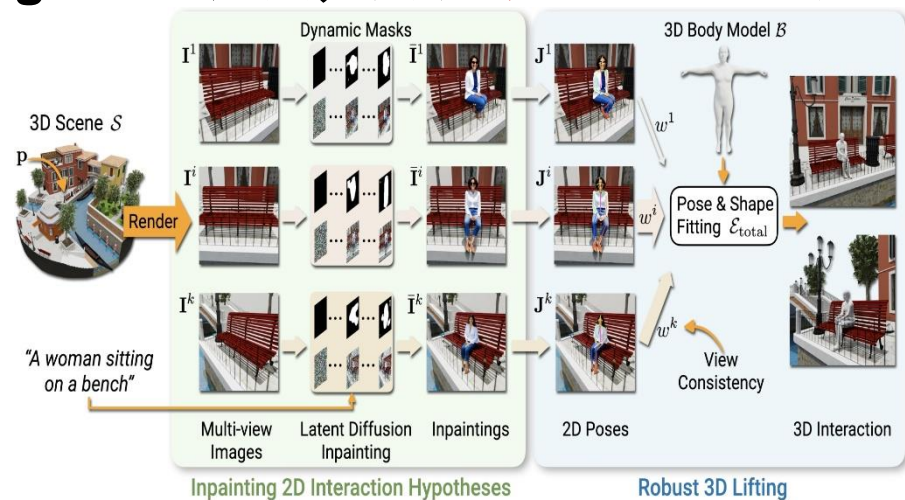 Dynamic Masks
3D Body Model ℬ
I¹
Ī¹
J¹
w¹
3D Scene 𝒮
p
Render
Iⁱ
Īⁱ
Jⁱ
wⁱ
Pose & Shape
Fitting ℰ_total
Iᵏ
Īᵏ
Jᵏ
wᵏ
View
Consistency
"A woman sitting
on a bench"
Multi-view
Images
Latent Diffusion
Inpainting
Inpaintings
2D Poses
3D Interaction
Inpainting 2D Interaction Hypotheses
Robust 3D Lifting